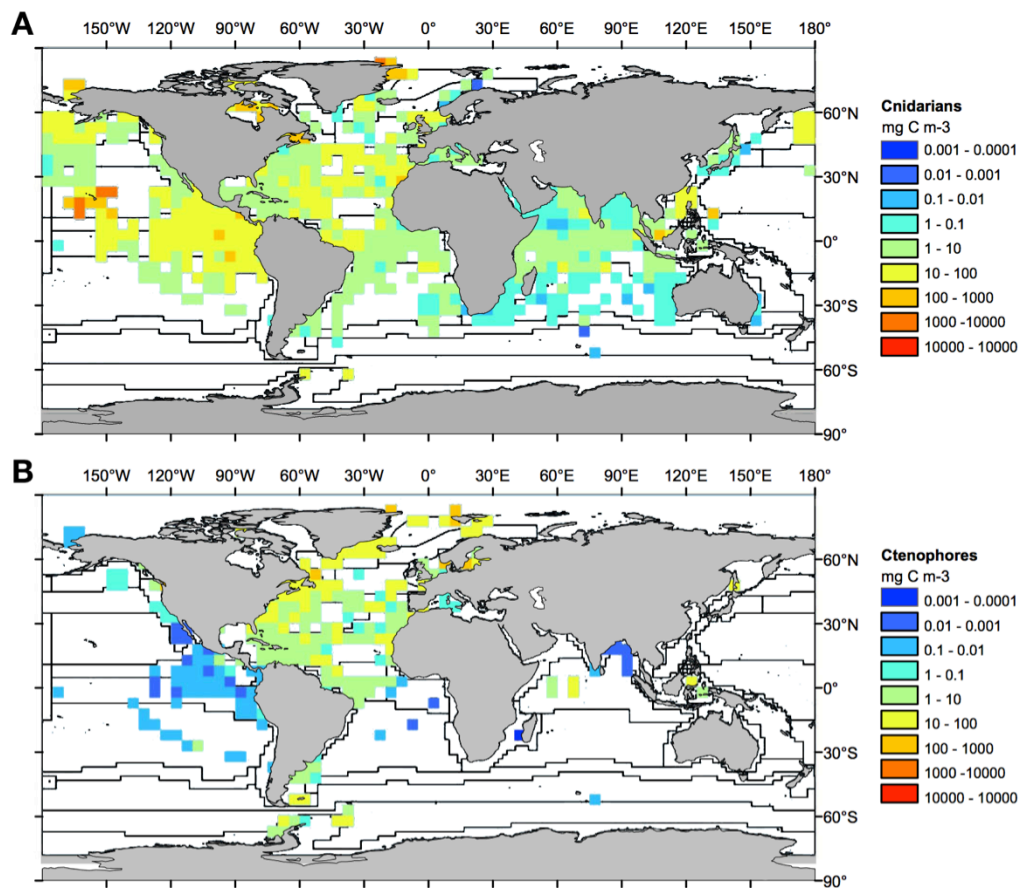 A
150°W 120°W 90°W 60°W 30°W 0° 30°E 60°E 90°E 120°E 150°E 180°
60°N
30°N
0°
30°S
60°S
90°
Cnidarians
mg C m-3
0.001 - 0.0001
0.01 - 0.001
0.1 - 0.01
1 - 0.1
1 - 10
10 - 100
100 - 1000
1000 -10000
10000 - 10000
B
150°W 120°W 90°W 60°W 30°W 0° 30°E 60°E 90°E 120°E 150°E 180°
60°N
30°N
0°
30°S
60°S
90°
Ctenophores
mg C m-3
0.001 - 0.0001
0.01 - 0.001
0.1 - 0.01
1 - 0.1
1 - 10
10 - 100
100 - 1000
1000 -10000
10000 - 10000